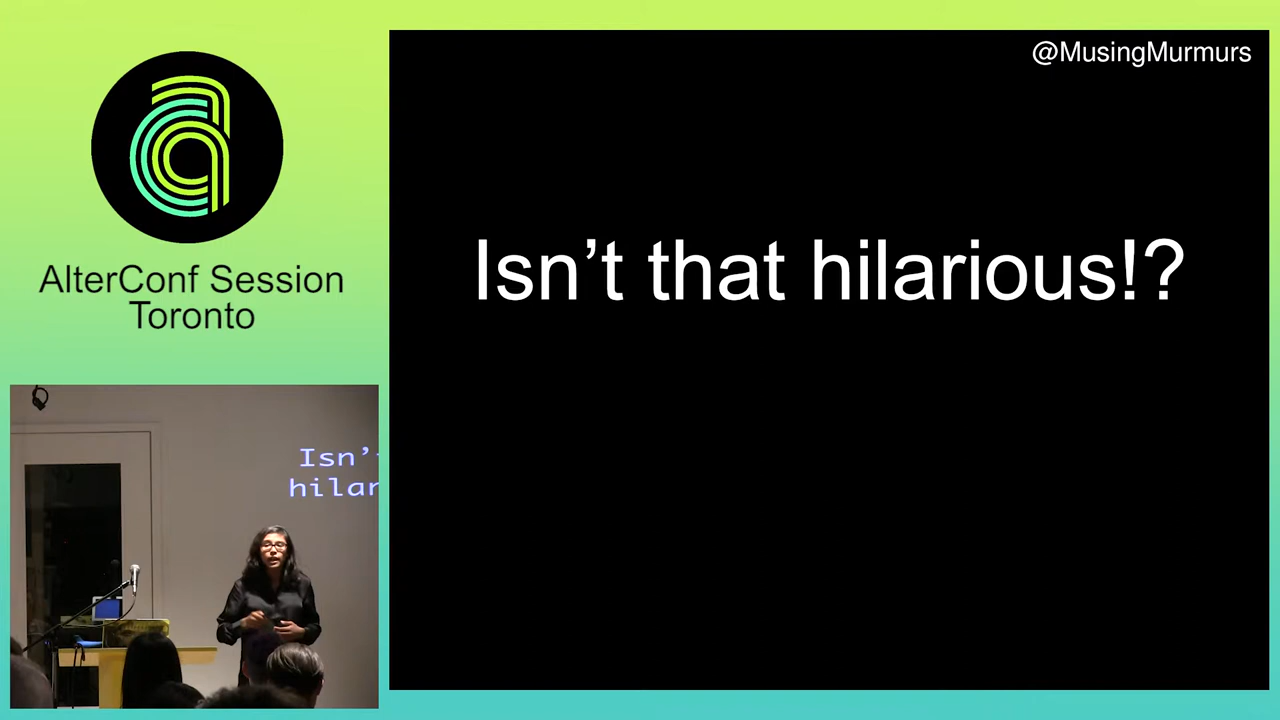 @MusingMurmurs
Isn’t that hilarious!?
AlterConf Session
Toronto
Isn’
hilar